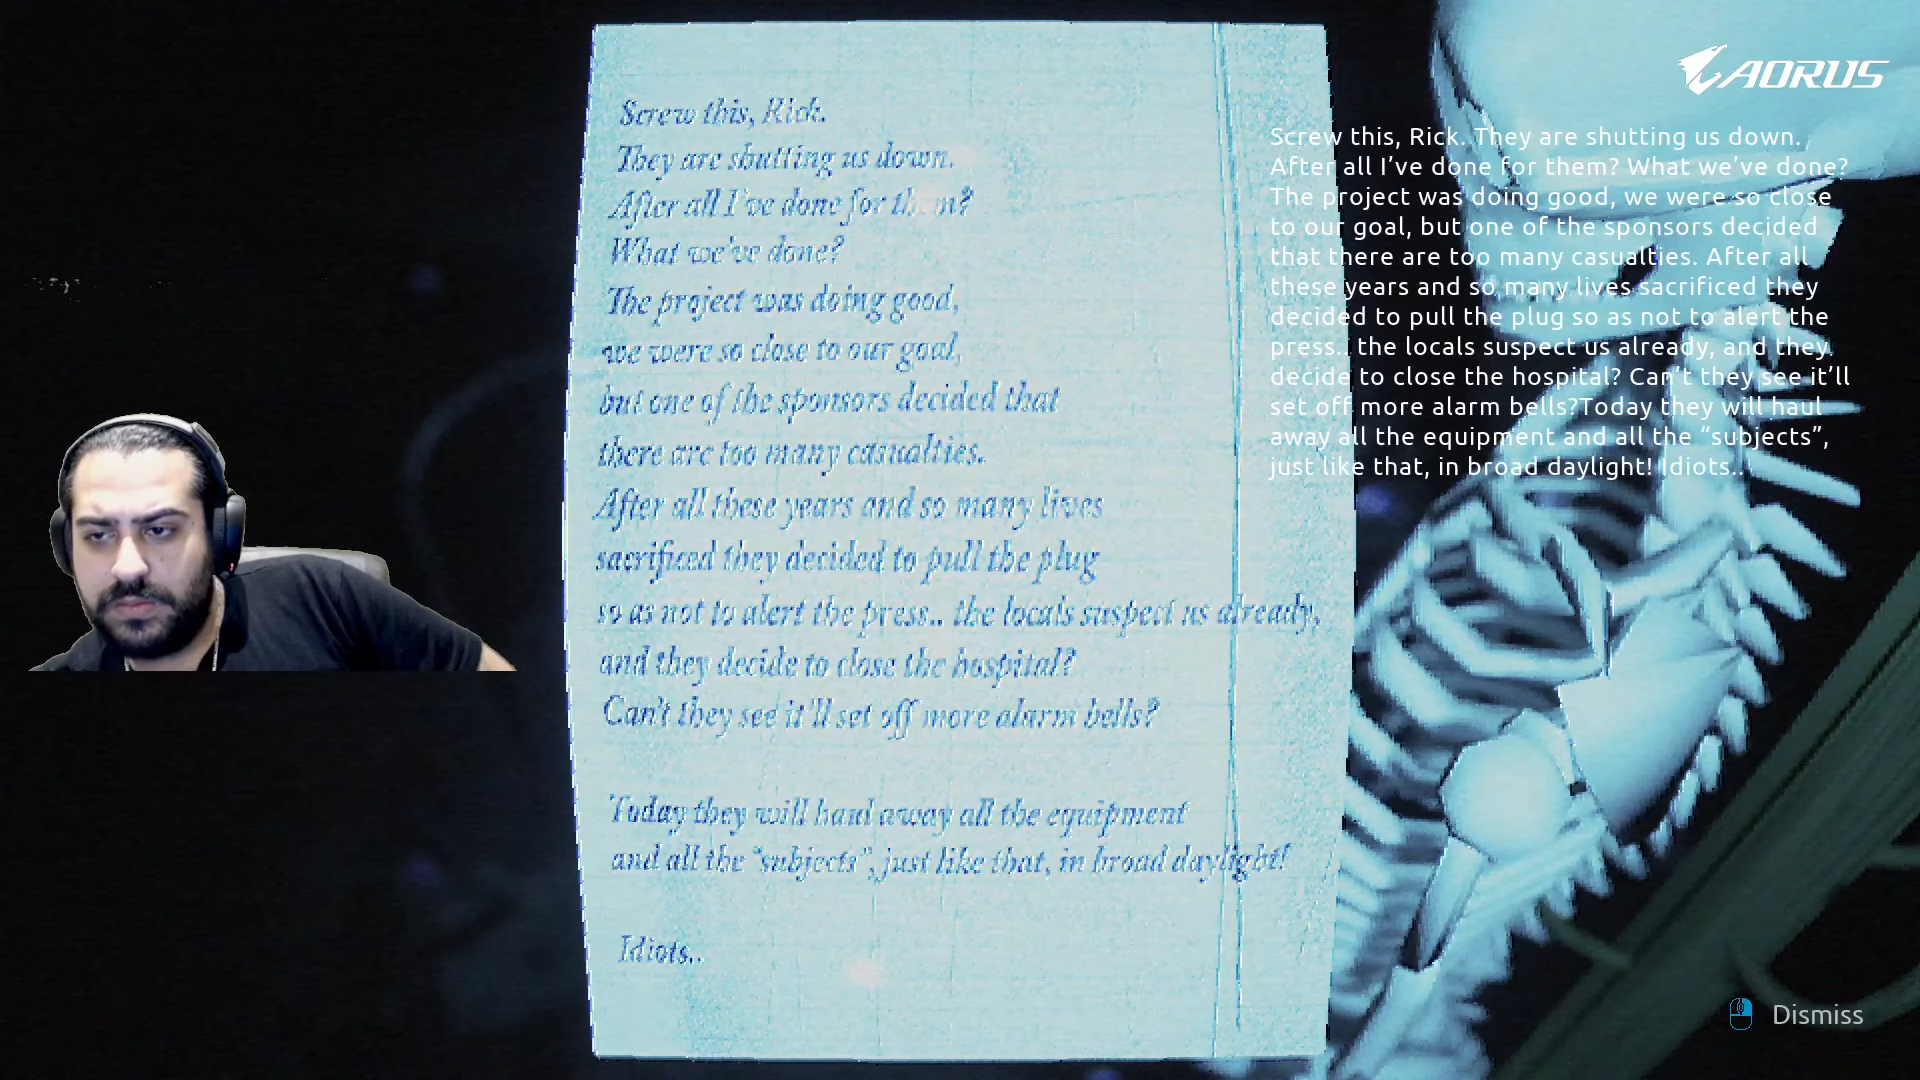 Screw this, Rick.
They are shutting us down.
After all I've done for them?
What we've done?
The project was doing good,
we were so close to our goal,
but one of the sponsors decided that
there are too many casualties.
After all these years and so many lives
sacrificed they decided to pull the plug
so as not to alert the press.. the locals suspect us already,
and they decide to close the hospital?
Can't they see it'll set off more alarm bells?
Today they will haul away all the equipment
and all the “subjects”, just like that, in broad daylight!
Idiots..
AORUS
Screw this, Rick. They are shutting us down.
After all I’ve done for them? What we’ve done?
The project was doing good, we were so close
to our goal, but one of the sponsors decided
that there are too many casualties. After all
these years and so many lives sacrificed they
decided to pull the plug so as not to alert the
press.. the locals suspect us already, and they
decide to close the hospital? Can’t they see it’ll
set off more alarm bells?Today they will haul
away all the equipment and all the “subjects”,
just like that, in broad daylight! Idiots..
Dismiss